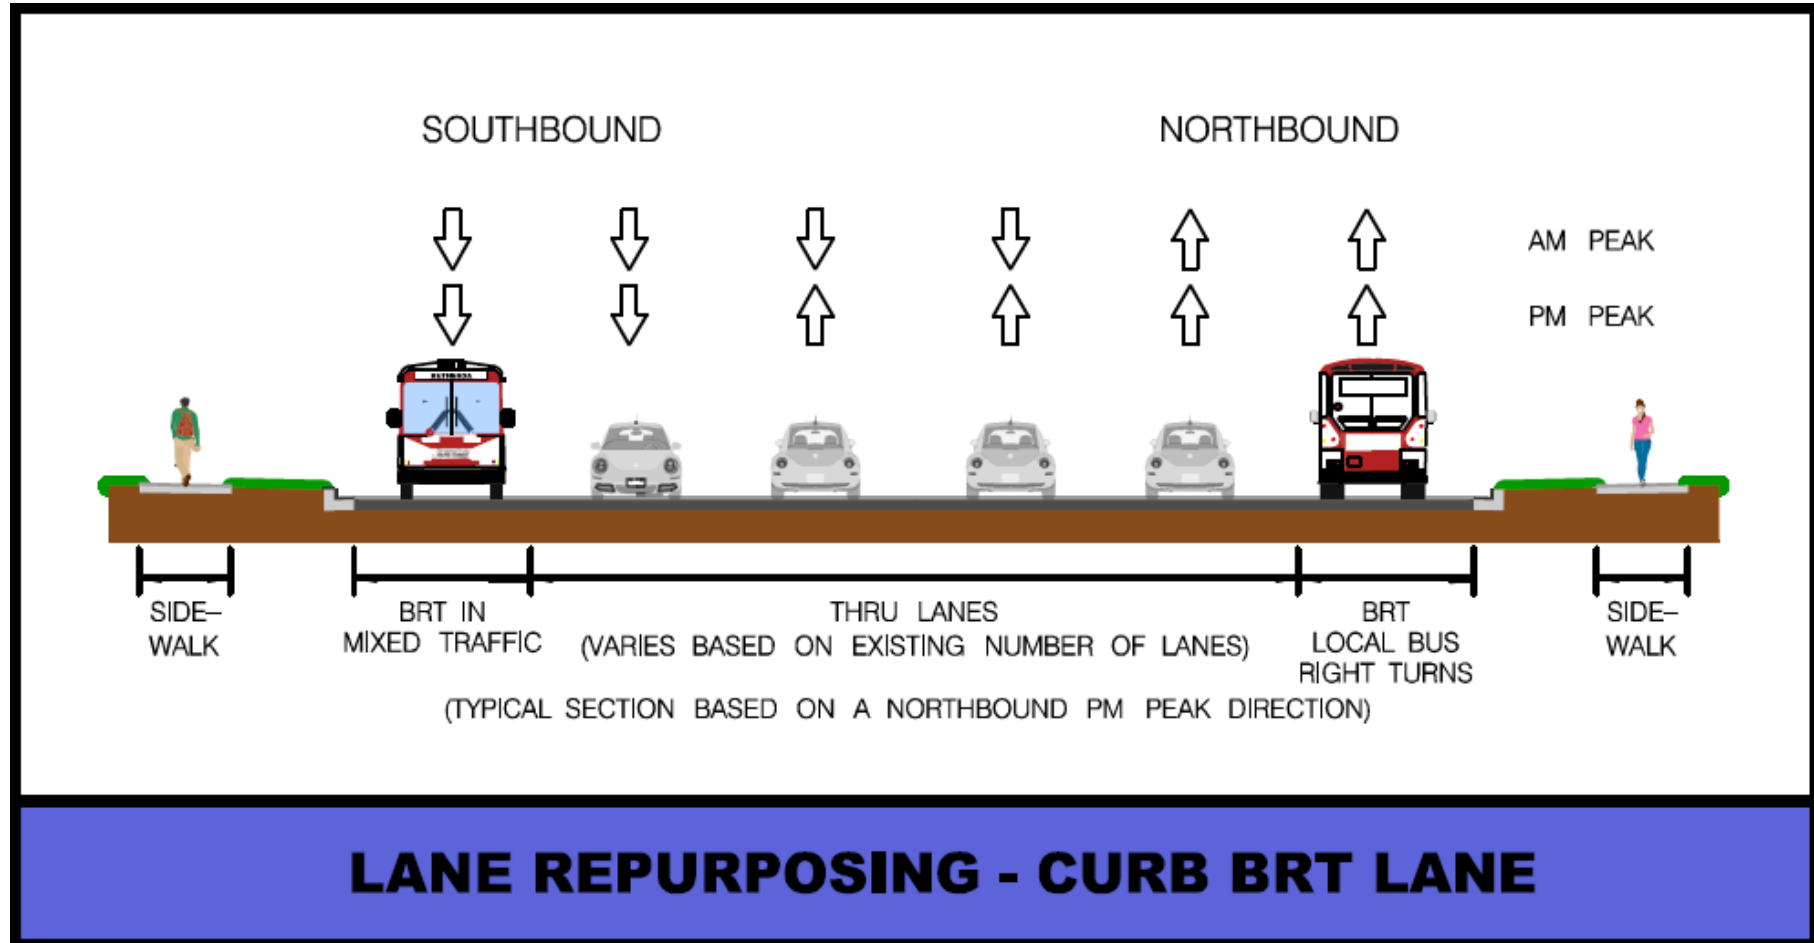 SOUTHBOUND
NORTHBOUND
AM PEAK
PM PEAK
SIDE–
WALK
BRT IN
MIXED TRAFFIC
THRU LANES
(VARIES BASED ON EXISTING NUMBER OF LANES)
BRT
LOCAL BUS
RIGHT TURNS
SIDE–
WALK
(TYPICAL SECTION BASED ON A NORTHBOUND PM PEAK DIRECTION)
LANE REPURPOSING - CURB BRT LANE